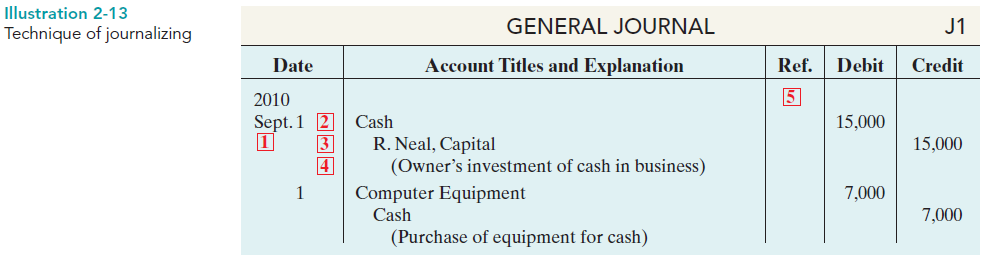 Illustration 2-13
Technique of journalizing
GENERAL JOURNAL J1
Date Account Titles and Explanation Ref. Debit Credit
2010 5
Sept. 1 2 Cash 15,000
1 3 R. Neal, Capital 15,000
4 (Owner's investment of cash in business)
1 Computer Equipment 7,000
Cash 7,000
(Purchase of equipment for cash)